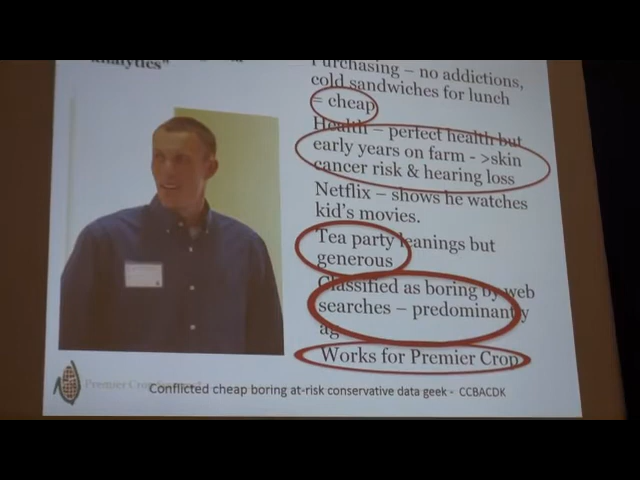 "analytics"
Purchasing – no addictions,
cold sandwiches for lunch
= cheap
Health – perfect health but
early years on farm - >skin
cancer risk & hearing loss
Netflix – shows he watches
kid's movies.
Tea party leanings but
generous
Classified as boring by web
searches – predominantly
ag
Works for Premier Crop
Premier Crop
Conflicted cheap boring at-risk conservative data geek - CCBACDK